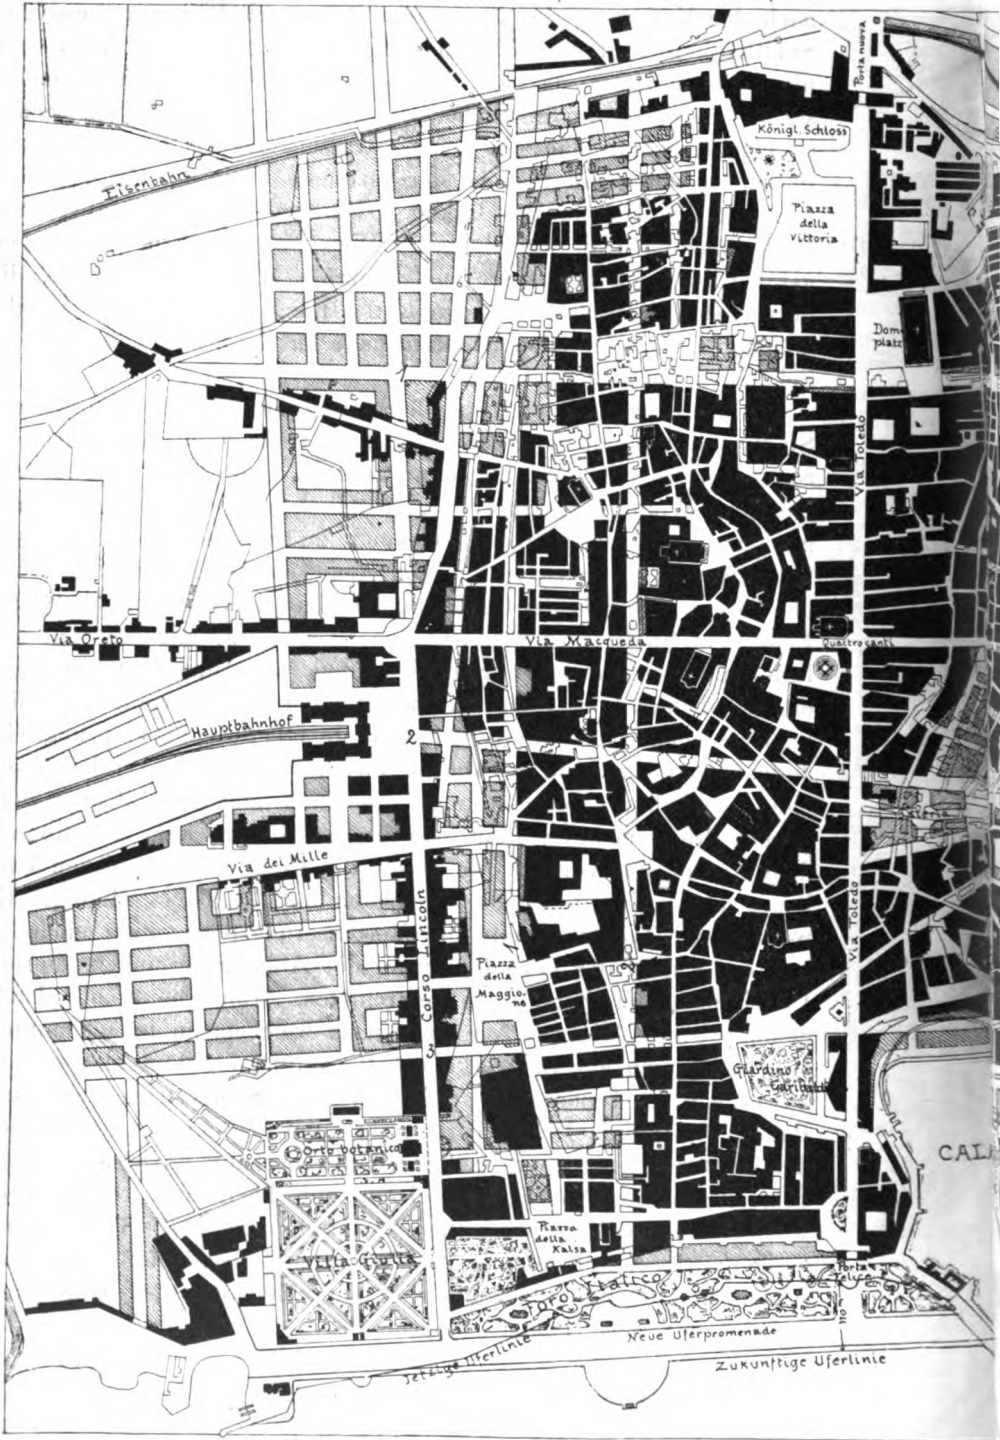 Porta nuova
Königl. Schloss
Eisenbahn
Piazza
della
Vittoria
Dom-
platz
1
Via Toledo
Via Oreto
Via Macqueda
Quattrocanti
Hauptbahnhof
2
Via dei Mille
Corso Lincoln
Via Toledo
1
Piazza
della
Maggio-
ne
3
Giardino
Garibaldi
Orto botanico
CALA
Piazza
della
Kalsa
Villa Giulia
Porta
Felice
Foro Italico
Neue Uferpromenade
Jetzige Uferlinie
Zukünftige Uferlinie